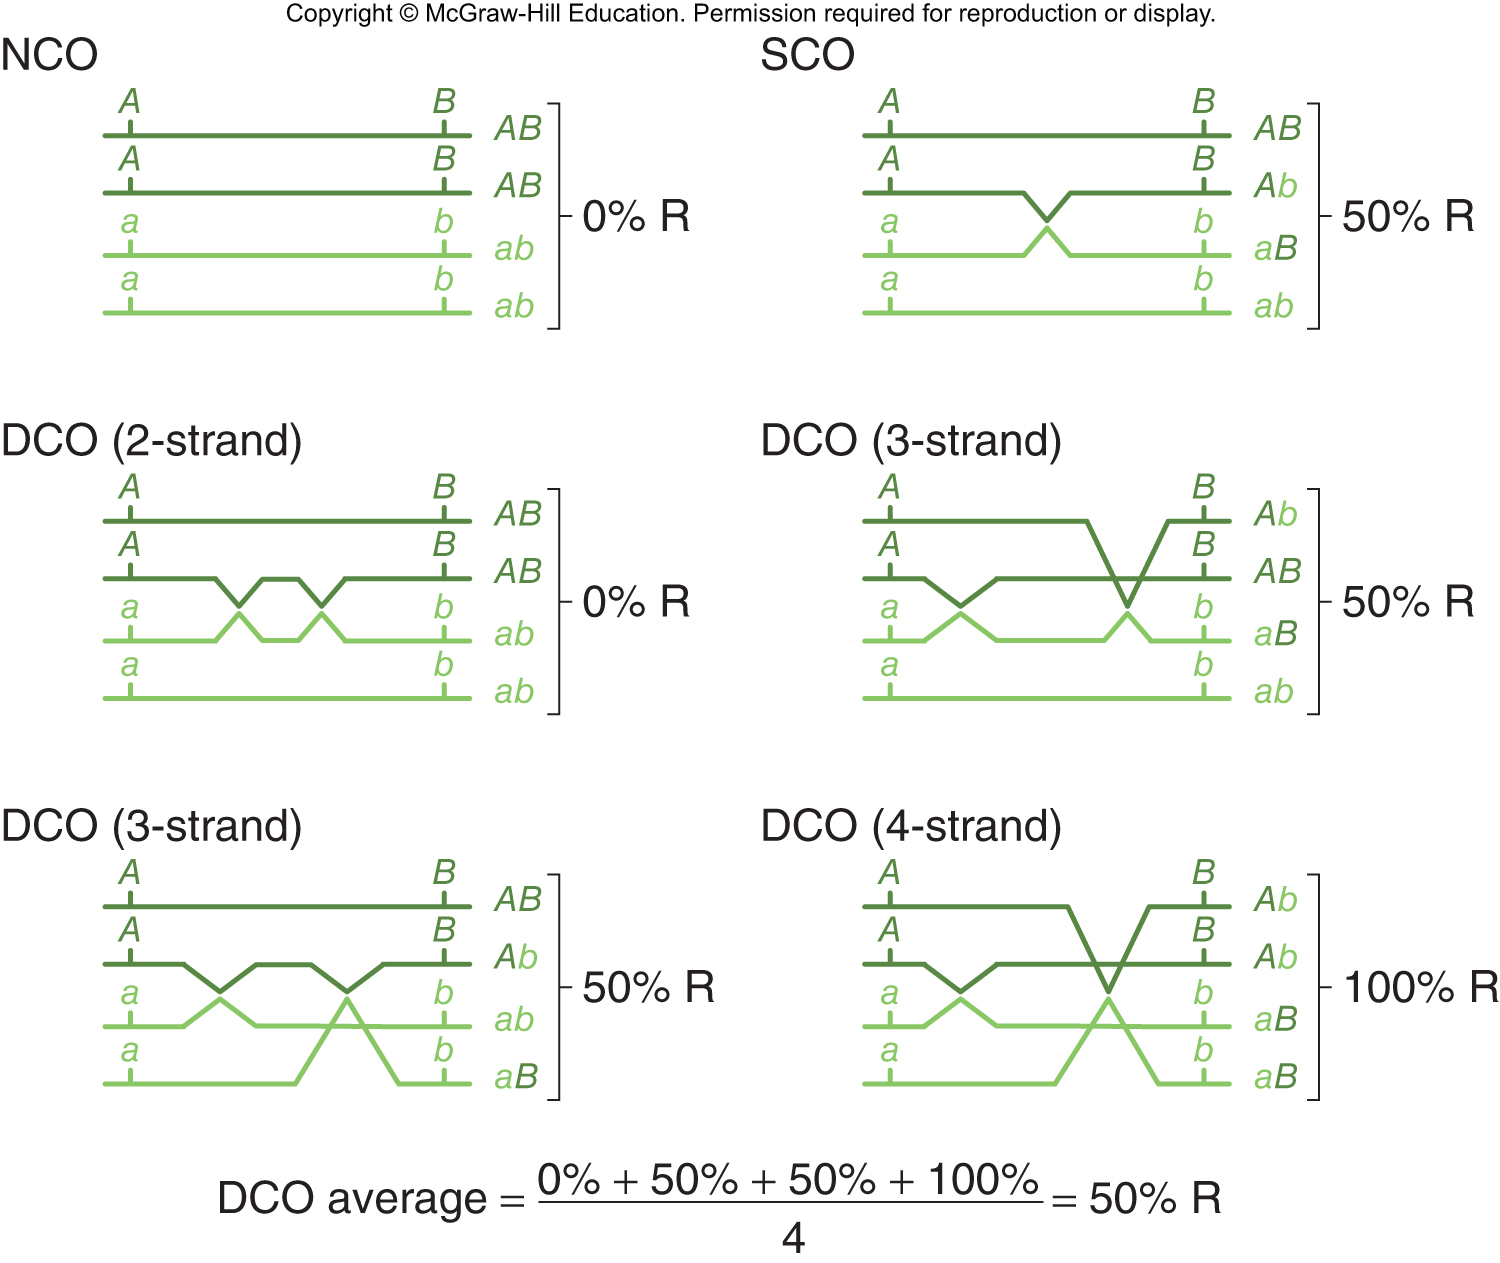 Copyright © McGraw-Hill Education. Permission required for reproduction or display.
NCO
A B AB
A B AB
0% R
a b ab
a b ab
SCO
A B AB
A B Ab
50% R
a b aB
a b ab
DCO (2-strand)
A B AB
A B AB
0% R
a b ab
a b ab
DCO (3-strand)
A B Ab
A B AB
50% R
a b aB
a b ab
DCO (3-strand)
A B AB
A B Ab
50% R
a b ab
a b aB
DCO (4-strand)
A B Ab
A B Ab
100% R
a b aB
a b aB
DCO average = 0% + 50% + 50% + 100% = 50% R
4